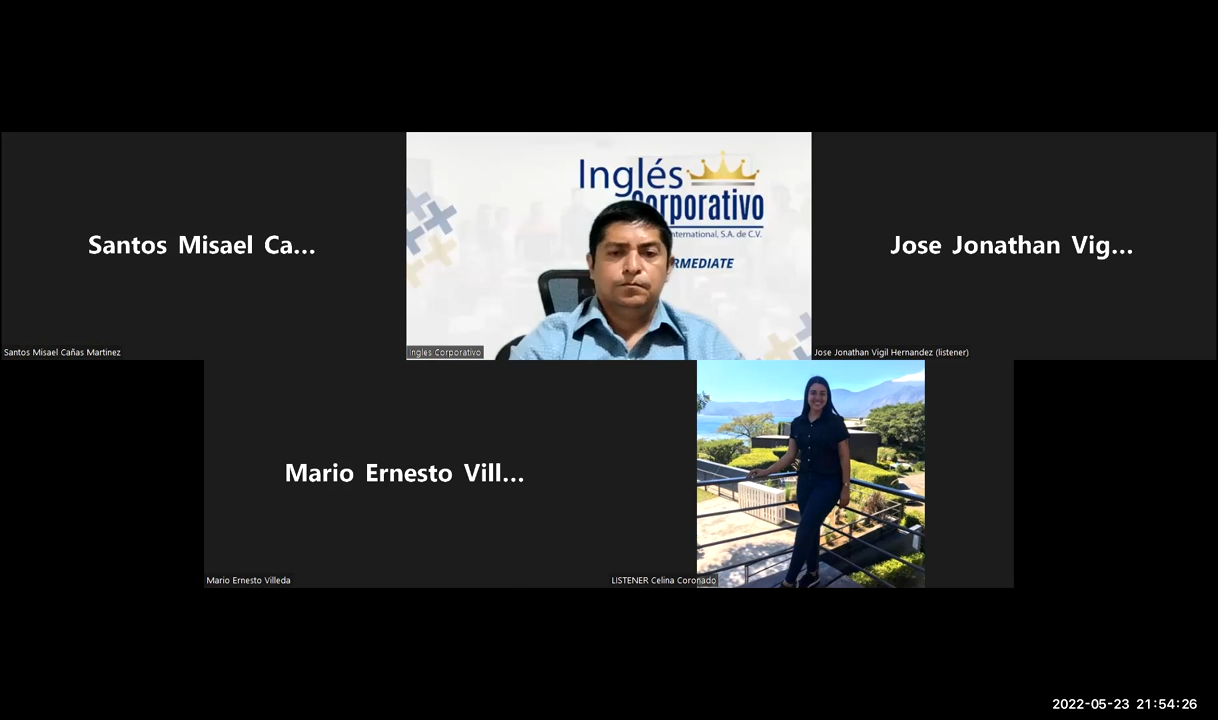 Santos Misael Ca...
Santos Misael Cañas Martinez
Inglés
Corporativo
International, S.A. de C.V.
RMEDIATE
Ingles Corporativo
Jose Jonathan Vig...
Jose Jonathan Vigil Hernandez (listener)
Mario Ernesto Vill...
Mario Ernesto Villeda
LISTENER Celina Coronado
2022-05-23 21:54:26